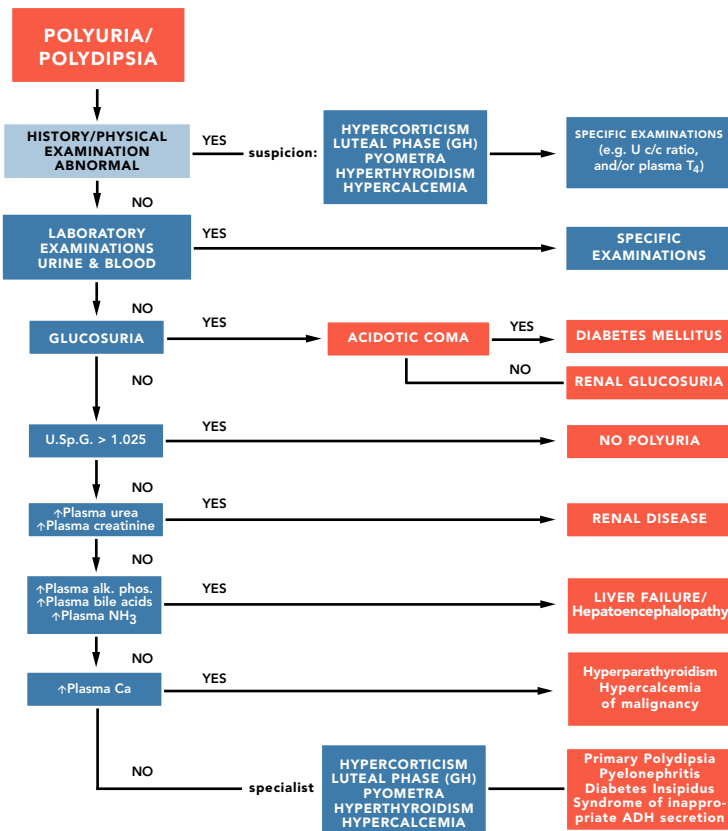 POLYURIA/
POLYDIPSIA
HISTORY/PHYSICAL
EXAMINATION
ABNORMAL
YES
suspicion:
HYPERCORTICISM
LUTEAL PHASE (GH)
PYOMETRA
HYPERTHYROIDISM
HYPERCALCEMIA
SPECIFIC EXAMINATIONS
(e.g. U c/c ratio,
and/or plasma T4)
NO
LABORATORY
EXAMINATIONS
URINE & BLOOD
YES
SPECIFIC
EXAMINATIONS
NO
GLUCOSURIA
YES
ACIDOTIC COMA
YES
DIABETES MELLITUS
NO
RENAL GLUCOSURIA
NO
U.Sp.G. > 1.025
YES
NO POLYURIA
NO
↑Plasma urea
↑Plasma creatinine
YES
RENAL DISEASE
NO
↑Plasma alk. phos.
↑Plasma bile acids
↑Plasma NH3
YES
LIVER FAILURE/
Hepatoencephalopathy
NO
↑Plasma Ca
YES
Hyperparathyroidism
Hypercalcemia
of malignancy
NO
specialist
HYPERCORTICISM
LUTEAL PHASE (GH)
PYOMETRA
HYPERTHYROIDISM
HYPERCALCEMIA
Primary Polydipsia
Pyelonephritis
Diabetes Insipidus
Syndrome of inappro-
priate ADH secretion